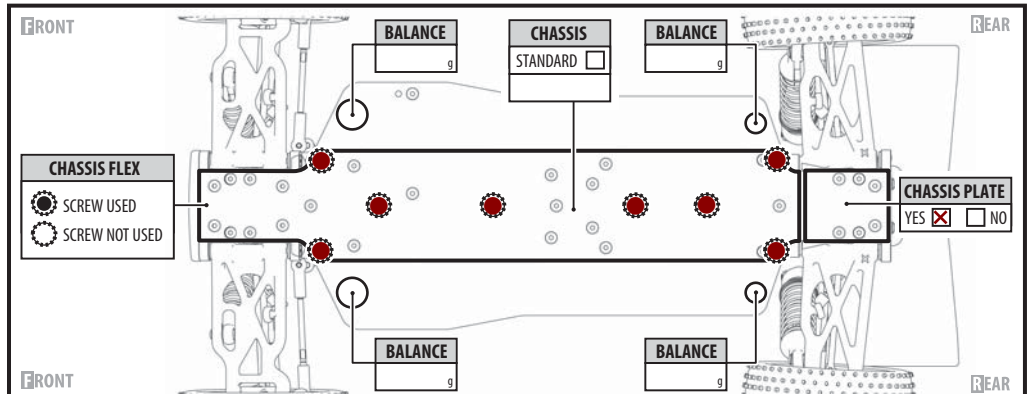 FRONT
BALANCE
g
CHASSIS
STANDARD
BALANCE
g
REAR
CHASSIS FLEX
SCREW USED
SCREW NOT USED
CHASSIS PLATE
YES NO
FRONT
BALANCE
g
BALANCE
g
REAR